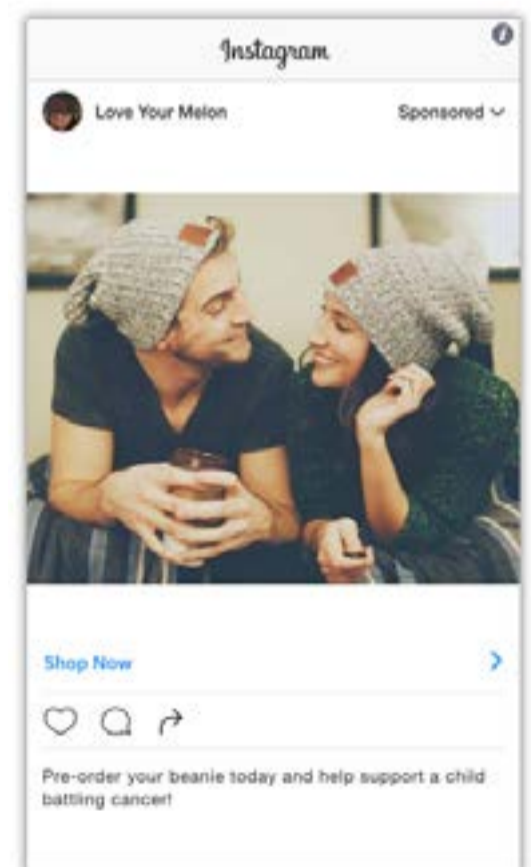 Instagram
Love Your Melon
Sponsored
Shop Now
Pre-order your beanie today and help support a child
battling cancer!